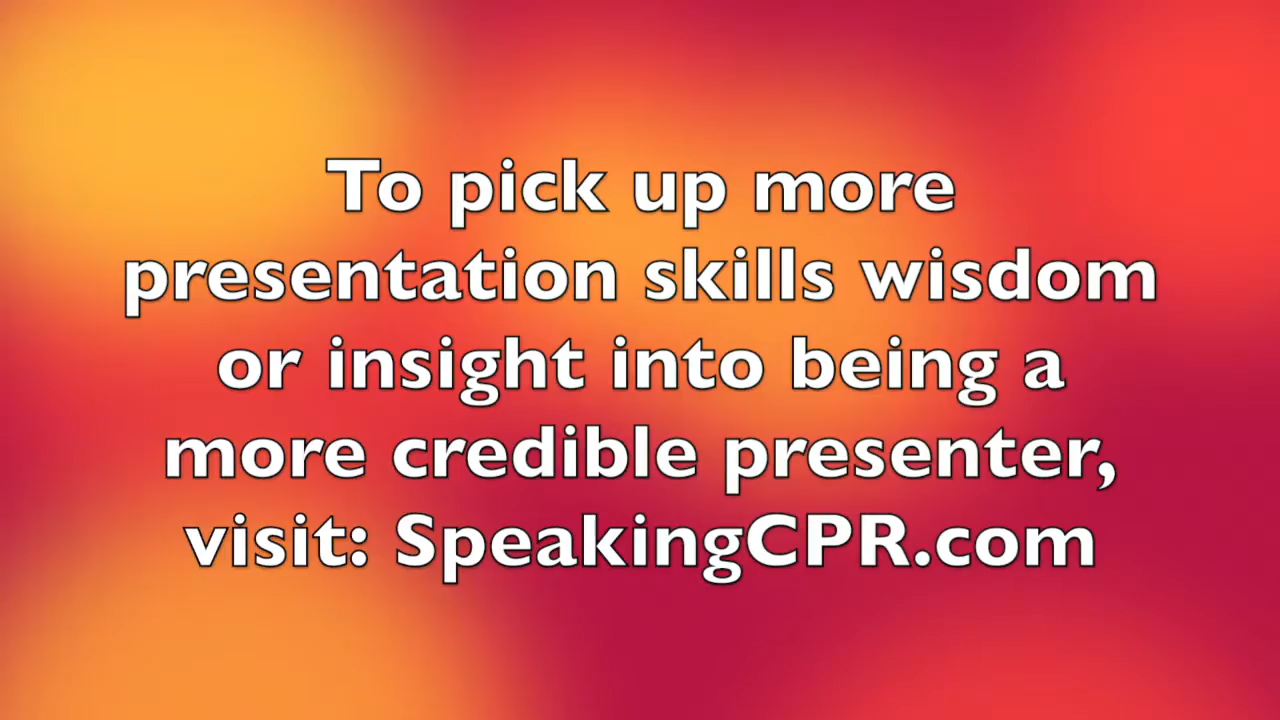 To pick up more
presentation skills wisdom
or insight into being a
more credible presenter,
visit: SpeakingCPR.com